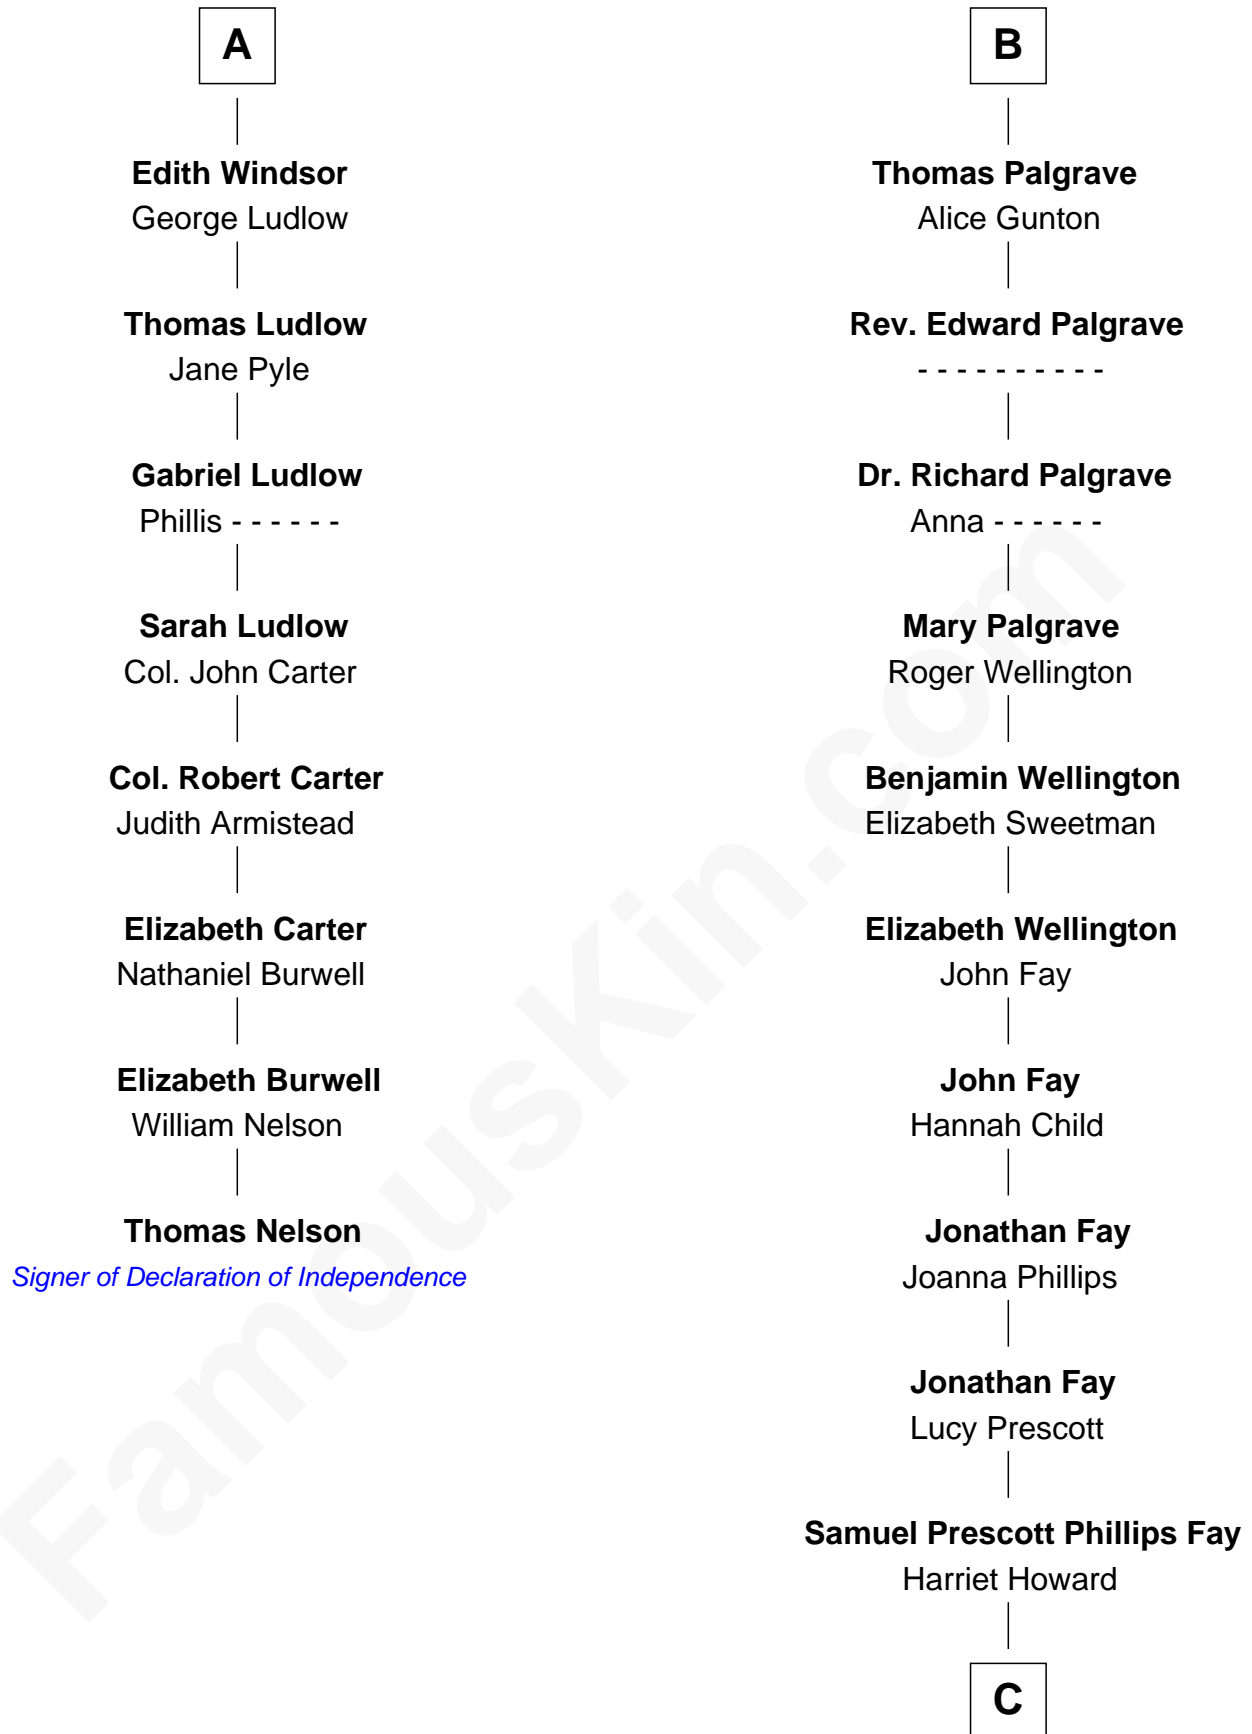 A
Edith Windsor
George Ludlow
Thomas Ludlow
Jane Pyle
Gabriel Ludlow
Phillis - - - - - -
Sarah Ludlow
Col. John Carter
Col. Robert Carter
Judith Armistead
Elizabeth Carter
Nathaniel Burwell
Elizabeth Burwell
William Nelson
Thomas Nelson
Signer of Declaration of Independence
B
Thomas Palgrave
Alice Gunton
Rev. Edward Palgrave
- - - - - - - - - -
Dr. Richard Palgrave
Anna - - - - - -
Mary Palgrave
Roger Wellington
Benjamin Wellington
Elizabeth Sweetman
Elizabeth Wellington
John Fay
John Fay
Hannah Child
Jonathan Fay
Joanna Phillips
Jonathan Fay
Lucy Prescott
Samuel Prescott Phillips Fay
Harriet Howard
C
FamousKin.com